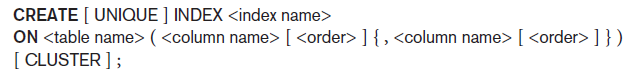 CREATE [ UNIQUE ] INDEX <index name>
ON <table name> ( <column name> [ <order> ] { , <column name> [ <order> ] } )
[ CLUSTER ] ;